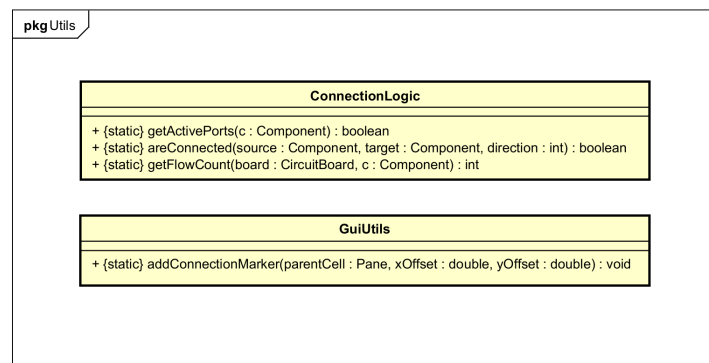 pkg Utils
ConnectionLogic
+ {static} getActivePorts(c : Component) : boolean
+ {static} areConnected(source : Component, target : Component, direction : int) : boolean
+ {static} getFlowCount(board : CircuitBoard, c : Component) : int
GuiUtils
+ {static} addConnectionMarker(parentCell : Pane, xOffset : double, yOffset : double) : void